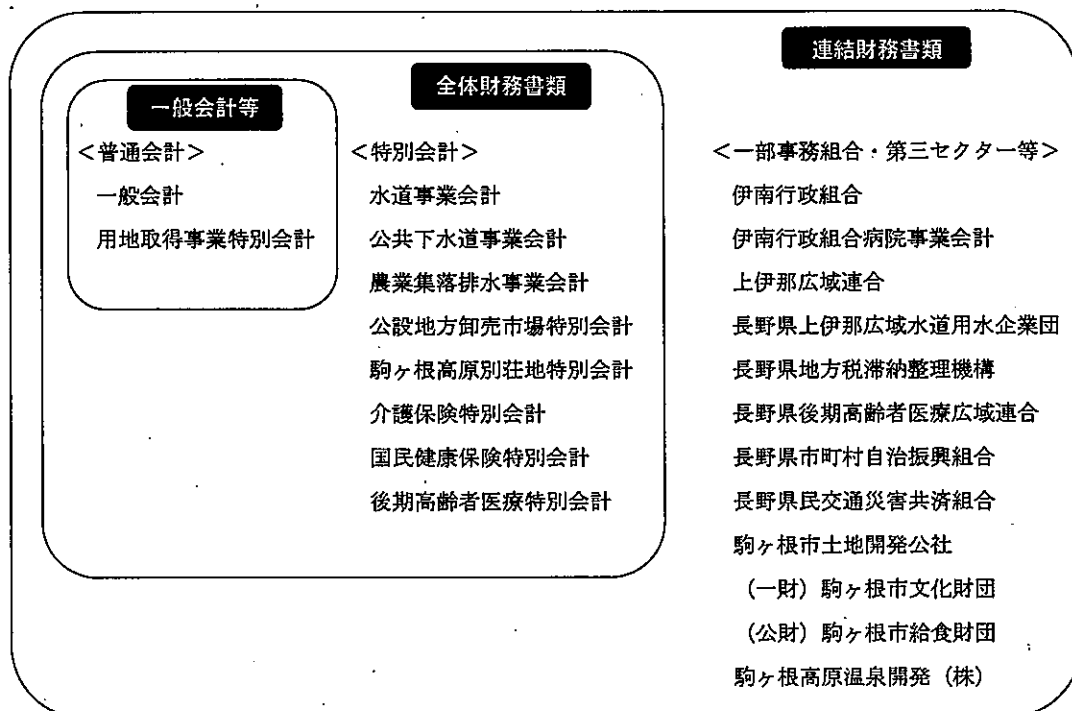 連結財務書類
全体財務書類
一般会計等
<普通会計>
一般会計
用地取得事業特別会計
<特別会計>
水道事業会計
公共下水道事業会計
農業集落排水事業会計
公設地方卸売市場特別会計
駒ヶ根高原別荘地特別会計
介護保険特別会計
国民健康保険特別会計
後期高齢者医療特別会計
<一部事務組合・第三セクター等>
伊南行政組合
伊南行政組合病院事業会計
上伊那広域連合
長野県上伊那広域水道用水企業団
長野県地方税滞納整理機構
長野県後期高齢者医療広域連合
長野県市町村自治振興組合
長野県民交通災害共済組合
駒ヶ根市土地開発公社
(一財)駒ヶ根市文化財団
(公財)駒ヶ根市給食財団
駒ヶ根高原温泉開発(株)